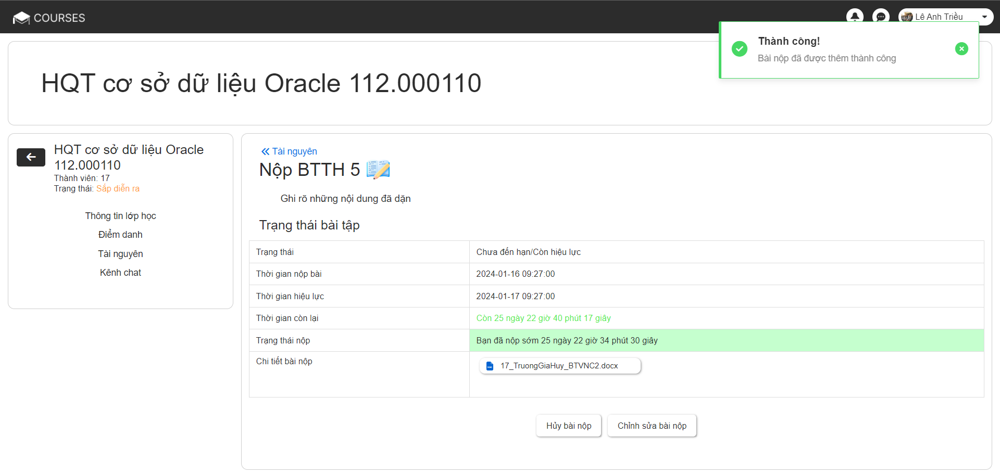 COURSES
Lê Anh Triều
Thành công!
Bài nộp đã được thêm thành công
HQT cơ sở dữ liệu Oracle 112.000110
HQT cơ sở dữ liệu Oracle
112.000110
Thành viên: 17
Trạng thái: Sắp diễn ra
Thông tin lớp học
Điểm danh
Tài nguyên
Kênh chat
Tài nguyên
Nộp BTTH 5
Ghi rõ những nội dung đã dặn
Trạng thái bài tập
Trạng thái Chưa đến hạn/Còn hiệu lực
Thời gian nộp bài 2024-01-16 09:27:00
Thời gian hiệu lực 2024-01-17 09:27:00
Thời gian còn lại Còn 25 ngày 22 giờ 40 phút 17 giây
Trạng thái nộp Bạn đã nộp sớm 25 ngày 22 giờ 34 phút 30 giây
Chi tiết bài nộp 17_TruongGiaHuy_BTVNC2.docx
Hủy bài nộp Chỉnh sửa bài nộp